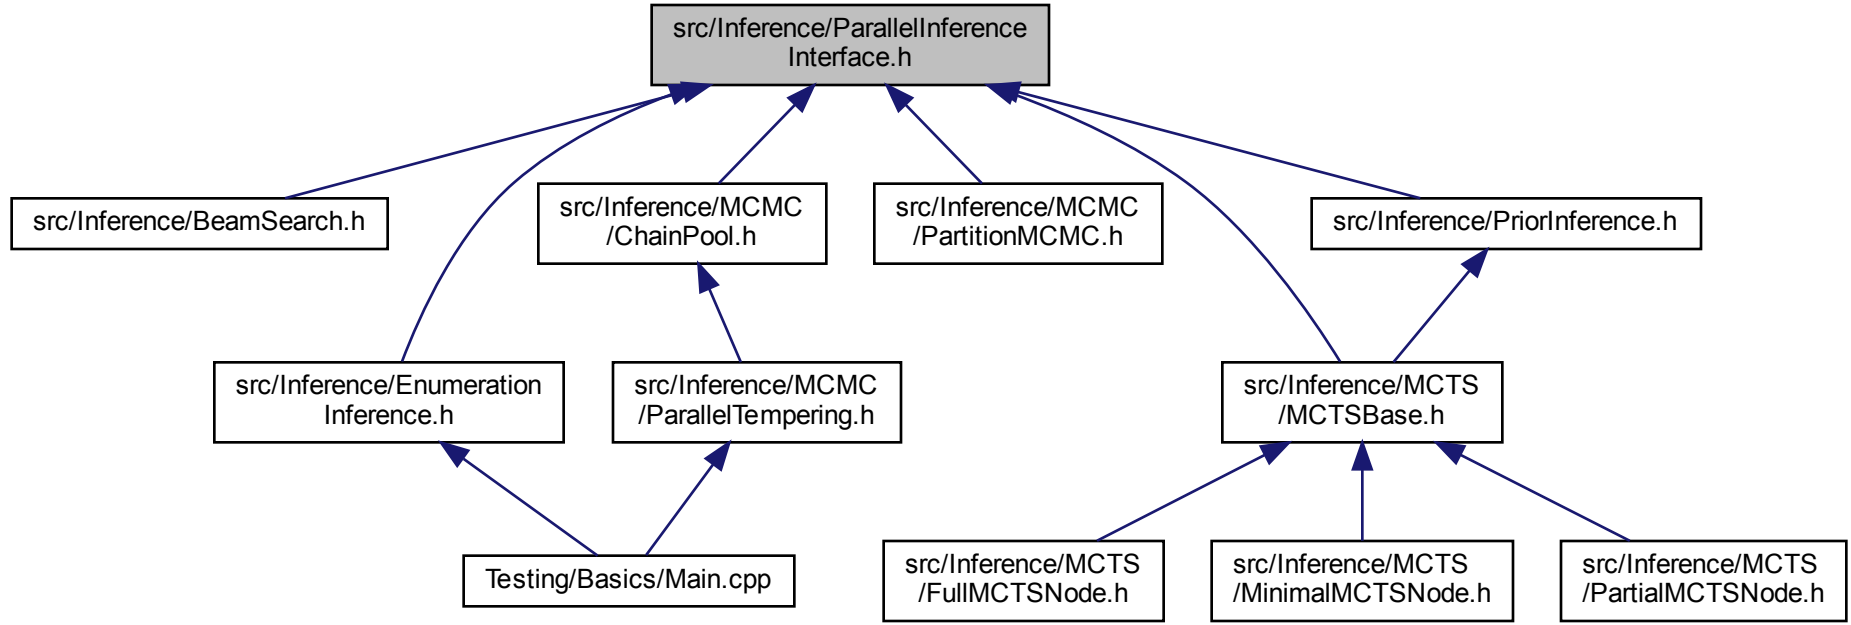 src/Inference/ParallelInference
Interface.h
src/Inference/BeamSearch.h
src/Inference/MCMC
/ChainPool.h
src/Inference/MCMC
/PartitionMCMC.h
src/Inference/PriorInference.h
src/Inference/Enumeration
Inference.h
src/Inference/MCMC
/ParallelTempering.h
src/Inference/MCTS
/MCTSBase.h
Testing/Basics/Main.cpp
src/Inference/MCTS
/FullMCTSNode.h
src/Inference/MCTS
/MinimalMCTSNode.h
src/Inference/MCTS
/PartialMCTSNode.h